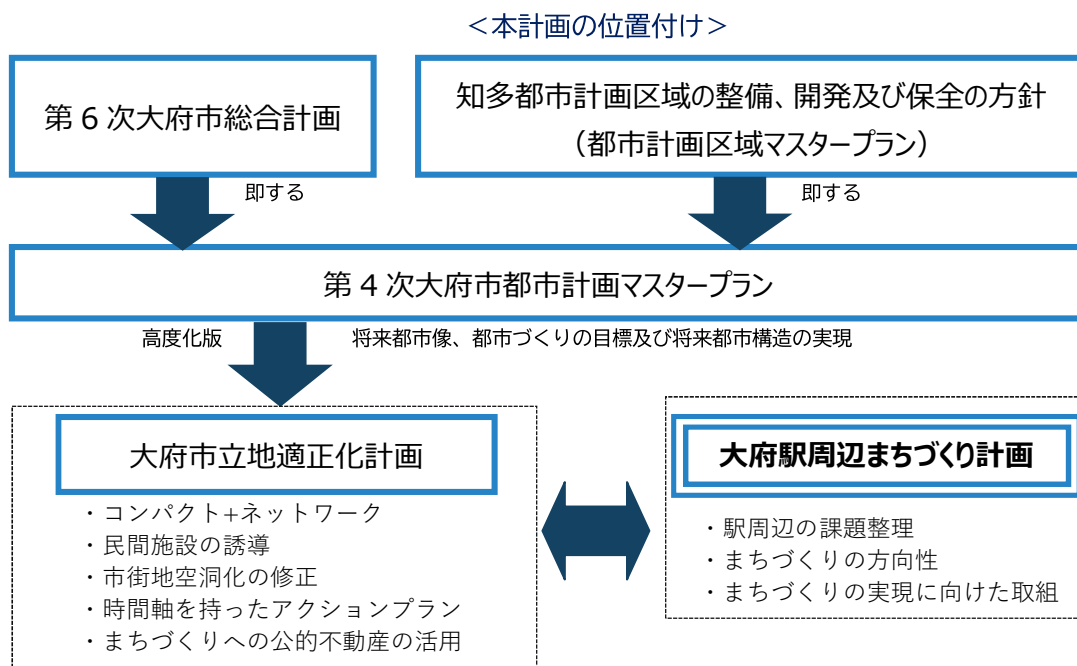 ＜本計画の位置付け＞
第６次大府市総合計画
知多都市計画区域の整備、開発及び保全の方針
（都市計画区域マスタープラン）
即する
即する
第４次大府市都市計画マスタープラン
高度化版
将来都市像、都市づくりの目標及び将来都市構造の実現
大府市立地適正化計画
・コンパクト+ネットワーク
・民間施設の誘導
・市街地空洞化の修正
・時間軸を持ったアクションプラン
・まちづくりへの公的不動産の活用
大府駅周辺まちづくり計画
・駅周辺の課題整理
・まちづくりの方向性
・まちづくりの実現に向けた取組